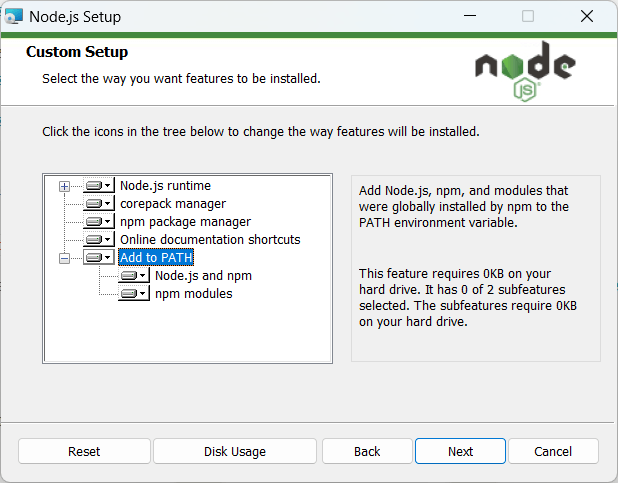 Node.js Setup
Custom Setup
Select the way you want features to be installed.
node
JS
Click the icons in the tree below to change the way features will be installed.
Node.js runtime
corepack manager
npm package manager
Online documentation shortcuts
Add to PATH
Node.js and npm
npm modules
Add Node.js, npm, and modules that
were globally installed by npm to the
PATH environment variable.
This feature requires 0KB on your
hard drive. It has 0 of 2 subfeatures
selected. The subfeatures require 0KB
on your hard drive.
Reset
Disk Usage
Back
Next
Cancel